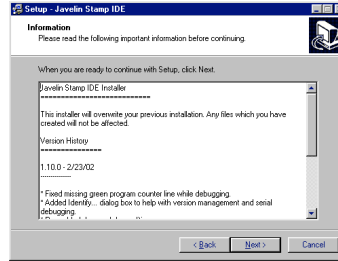 Setup - Javelin Stamp IDE
Information
Please read the following important information before continuing.
When you are ready to continue with Setup, click Next.
Javelin Stamp IDE Installer
==========================
This installer will overwrite your previous installation. Any files which you have
created will not be affected.
Version History
===============
1.10.0 - 2/23/02
---------------
* Fixed missing green program counter line while debugging.
* Added Identify... dialog box to help with version management and serial
debugging.
< Back
Next >
Cancel